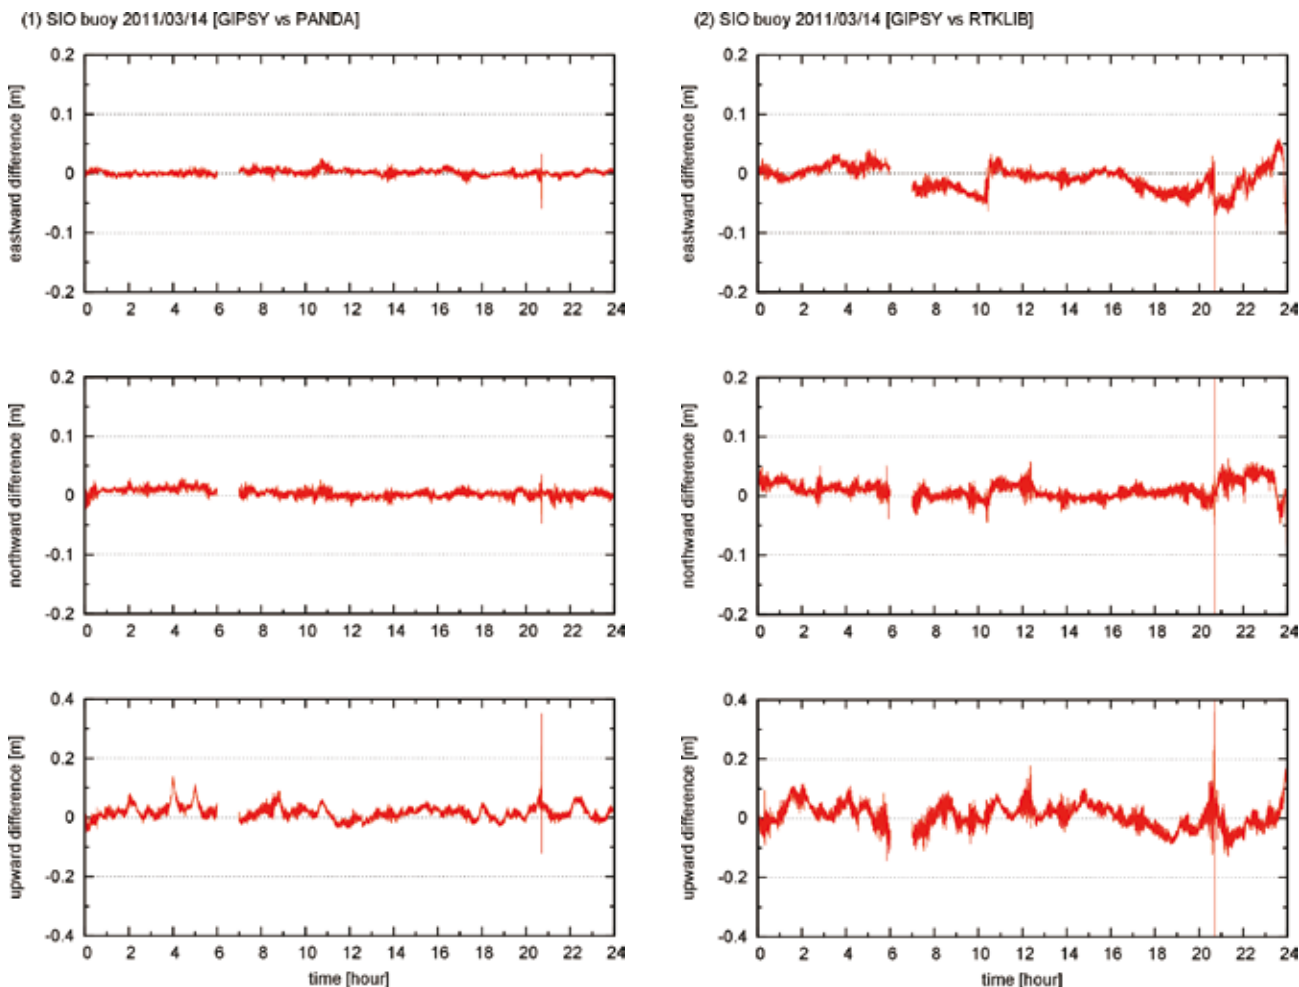 (1) SIO buoy 2011/03/14 [GIPSY vs PANDA]
eastward difference [m]
0.2
0.1
0
-0.1
-0.2
0 2 4 6 8 10 12 14 16 18 20 22 24
northward difference [m]
0.2
0.1
0
-0.1
-0.2
0 2 4 6 8 10 12 14 16 18 20 22 24
upward difference [m]
0.4
0.2
0
-0.2
-0.4
0 2 4 6 8 10 12 14 16 18 20 22 24
time [hour]
(2) SIO buoy 2011/03/14 [GIPSY vs RTKLIB]
eastward difference [m]
0.2
0.1
0
-0.1
-0.2
0 2 4 6 8 10 12 14 16 18 20 22 24
northward difference [m]
0.2
0.1
0
-0.1
-0.2
0 2 4 6 8 10 12 14 16 18 20 22 24
upward difference [m]
0.4
0.2
0
-0.2
-0.4
0 2 4 6 8 10 12 14 16 18 20 22 24
time [hour]